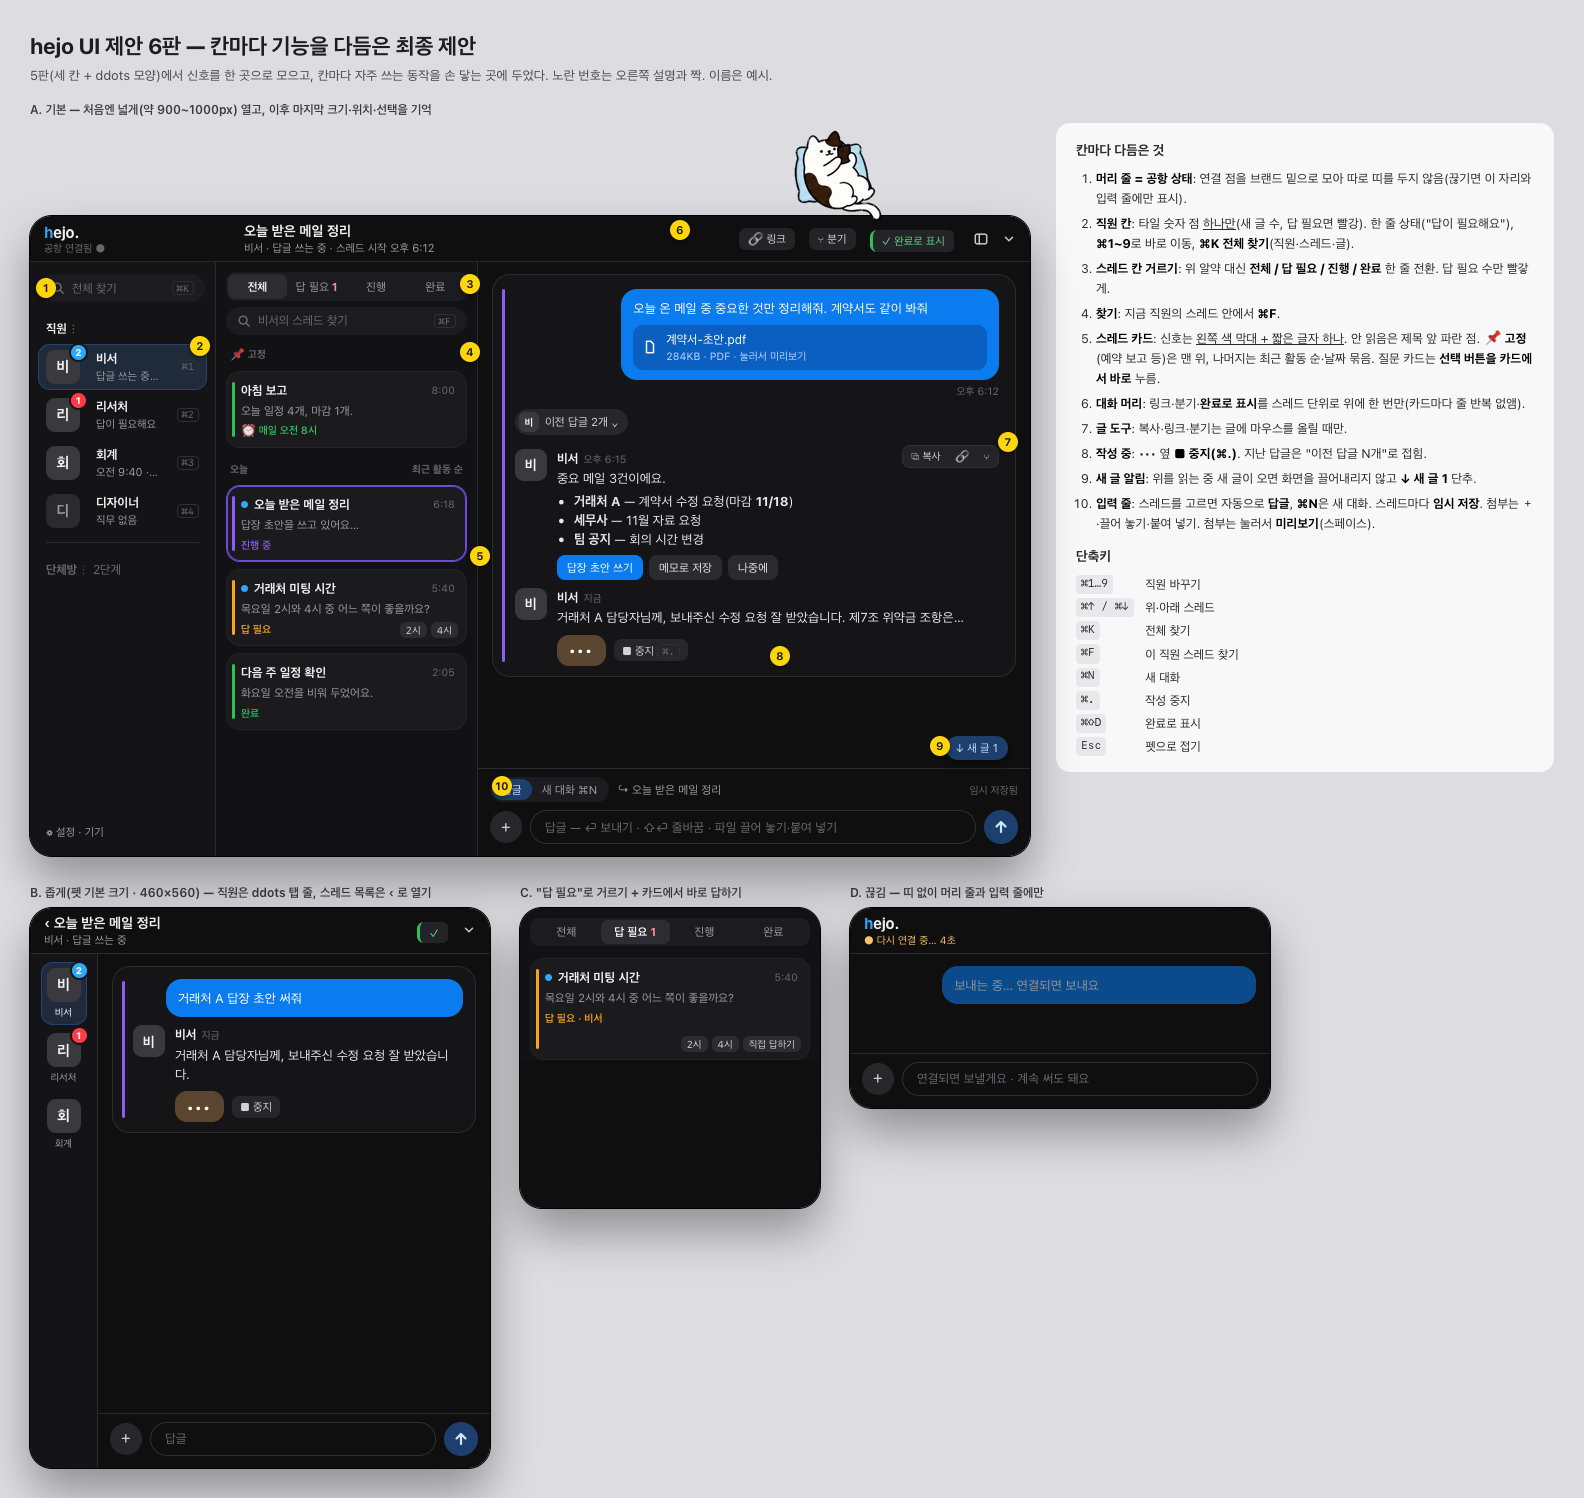 hejo UI 제안 6판 — 칸마다 기능을 다듬은 최종 제안
5판(세 칸 + ddots 모양)에서 신호를 한 곳으로 모으고, 칸마다 자주 쓰는 동작을 손 닿는 곳에 두었다. 노란 번호는 오른쪽 설명과 짝. 이름은 예시.
A. 기본 — 처음엔 넓게(약 900~1000px) 열고, 이후 마지막 크기·위치·선택을 기억
hejo.
공항 연결됨
오늘 받은 메일 정리
비서 · 답글 쓰는 중 · 스레드 시작 오후 6:12
6
링크
분기
✓ 완료로 표시
1
전체 찾기 ⌘K
직원
2
비
2
비서
답글 쓰는 중...
⌘1
리
1
리서처
답이 필요해요
⌘2
회
회계
오전 9:40 ·...
⌘3
디
디자이너
직무 없음
⌘4
단체방 ⋮ 2단계
설정 · 기기
전체 답 필요 1 진행 완료
3
비서의 스레드 찾기 ⌘F
📌 고정
4
아침 보고 8:00
오늘 일정 4개, 마감 1개.
⏰ 매일 오전 8시
오늘 최근 활동 순
오늘 받은 메일 정리 6:18
답장 초안을 쓰고 있어요...
진행 중
5
거래처 미팅 시간 5:40
목요일 2시와 4시 중 어느 쪽이 좋을까요?
답 필요 2시 4시
다음 주 일정 확인 2:05
화요일 오전을 비워 두었어요.
완료
오늘 온 메일 중 중요한 것만 정리해줘. 계약서도 같이 봐줘
계약서-초안.pdf
284KB · PDF · 눌러서 미리보기
오후 6:12
비 이전 답글 2개 ⌄
7
복사
비
비서 오후 6:15
중요 메일 3건이에요.
• 거래처 A — 계약서 수정 요청(마감 11/18)
• 세무사 — 11월 자료 요청
• 팀 공지 — 회의 시간 변경
답장 초안 쓰기 메모로 저장 나중에
비
비서 지금
거래처 A 담당자님께, 보내주신 수정 요청 잘 받았습니다. 제7조 위약금 조항은...
••• ■ 중지 ⌘.
8
9
↓ 새 글 1
10
글 새 대화 ⌘N ↪ 오늘 받은 메일 정리 임시 저장됨
+ 답글 — ⏎ 보내기 · ⇧⏎ 줄바꿈 · 파일 끌어 놓기·붙여 넣기
칸마다 다듬은 것
1. 머리 줄 = 공항 상태: 연결 점을 브랜드 밑으로 모아 따로 띠를 두지 않음(끊기면 이 자리와
입력 줄에만 표시).
2. 직원 칸: 타일 숫자 점 하나만(새 글 수, 답 필요면 빨강). 한 줄 상태("답이 필요해요"),
⌘1~9로 바로 이동, ⌘K 전체 찾기(직원·스레드·글).
3. 스레드 칸 거르기: 위 알약 대신 전체 / 답 필요 / 진행 / 완료 한 줄 전환. 답 필요 수만 빨갛
게.
4. 찾기: 지금 직원의 스레드 안에서 ⌘F.
5. 스레드 카드: 신호는 왼쪽 색 막대 + 짧은 글자 하나. 안 읽음은 제목 앞 파란 점. 📌 고정
(예약 보고 등)은 맨 위, 나머지는 최근 활동 순·날짜 묶음. 질문 카드는 선택 버튼을 카드에
서 바로 누름.
6. 대화 머리: 링크·분기·완료로 표시를 스레드 단위로 위에 한 번만(카드마다 줄 반복 없앰).
7. 글 도구: 복사·링크·분기는 글에 마우스를 올릴 때만.
8. 작성 중: ••• 옆 ■ 중지(⌘.). 지난 답글은 "이전 답글 N개"로 접힘.
9. 새 글 알림: 위를 읽는 중 새 글이 오면 화면을 끌어내리지 않고 ↓ 새 글 1 단추.
10. 입력 줄: 스레드를 고르면 자동으로 답글, ⌘N은 새 대화. 스레드마다 임시 저장. 첨부는 +
·끌어 놓기·붙여 넣기. 첨부는 눌러서 미리보기(스페이스).
단축키
⌘1…9 직원 바꾸기
⌘↑ / ⌘↓ 위·아래 스레드
⌘K 전체 찾기
⌘F 이 직원 스레드 찾기
⌘N 새 대화
⌘. 작성 중지
⌘⇧D 완료로 표시
Esc 펫으로 접기
B. 좁게(펫 기본 크기 · 460×560) — 직원은 ddots 탭 줄, 스레드 목록은 ‹ 로 열기
‹ 오늘 받은 메일 정리
비서 · 답글 쓰는 중
✓
비
2
비서
리
1
리서처
회
회계
거래처 A 답장 초안 써줘
비
비서 지금
거래처 A 담당자님께, 보내주신 수정 요청 잘 받았습니
다.
••• ■ 중지
+ 답글
C. "답 필요"로 거르기 + 카드에서 바로 답하기
전체 답 필요 1 진행 완료
거래처 미팅 시간 5:40
목요일 2시와 4시 중 어느 쪽이 좋을까요?
답 필요 · 비서
2시 4시 직접 답하기
D. 끊김 — 띠 없이 머리 줄과 입력 줄에만
hejo.
다시 연결 중... 4초
보내는 중... 연결되면 보내요
+ 연결되면 보낼게요 · 계속 써도 돼요